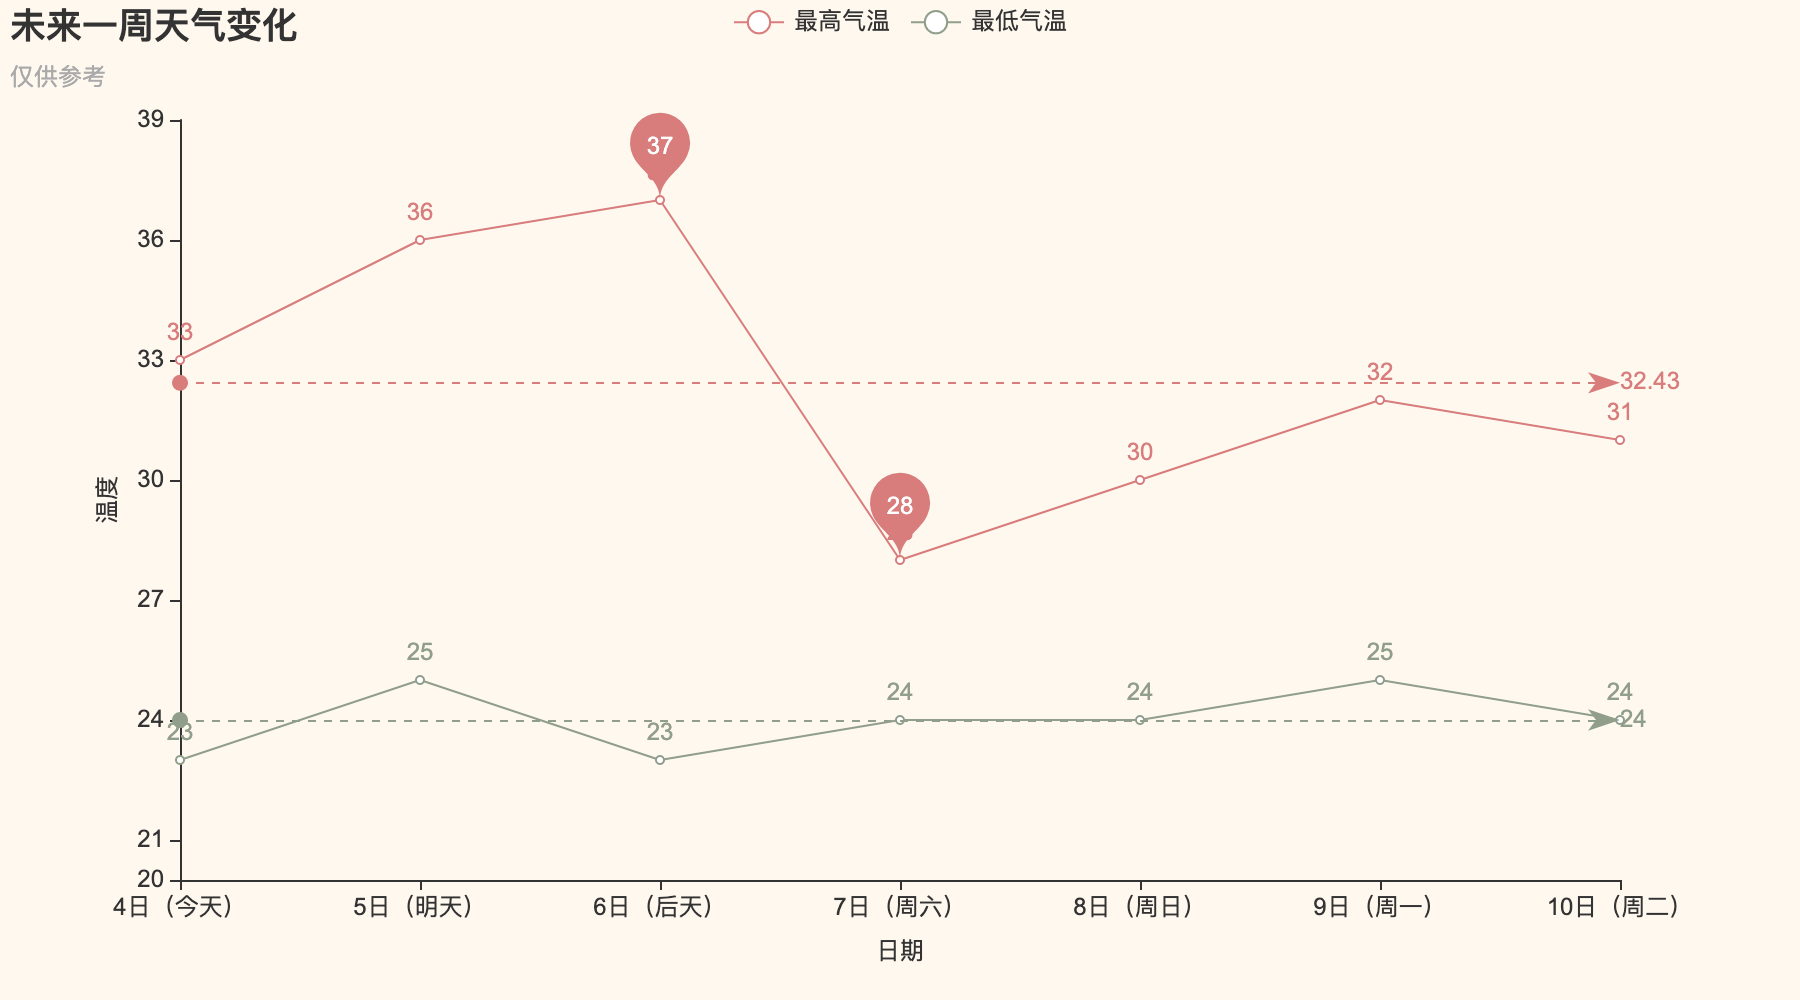 未来一周天气变化
仅供参考
最高气温
最低气温
39
36
33
30
27
24
21
20
温度
33
36
37
28
30
32
31
32.43
23
25
23
24
24
25
24
24
4日（今天）
5日（明天）
6日（后天）
7日（周六）
8日（周日）
9日（周一）
10日（周二）
日期